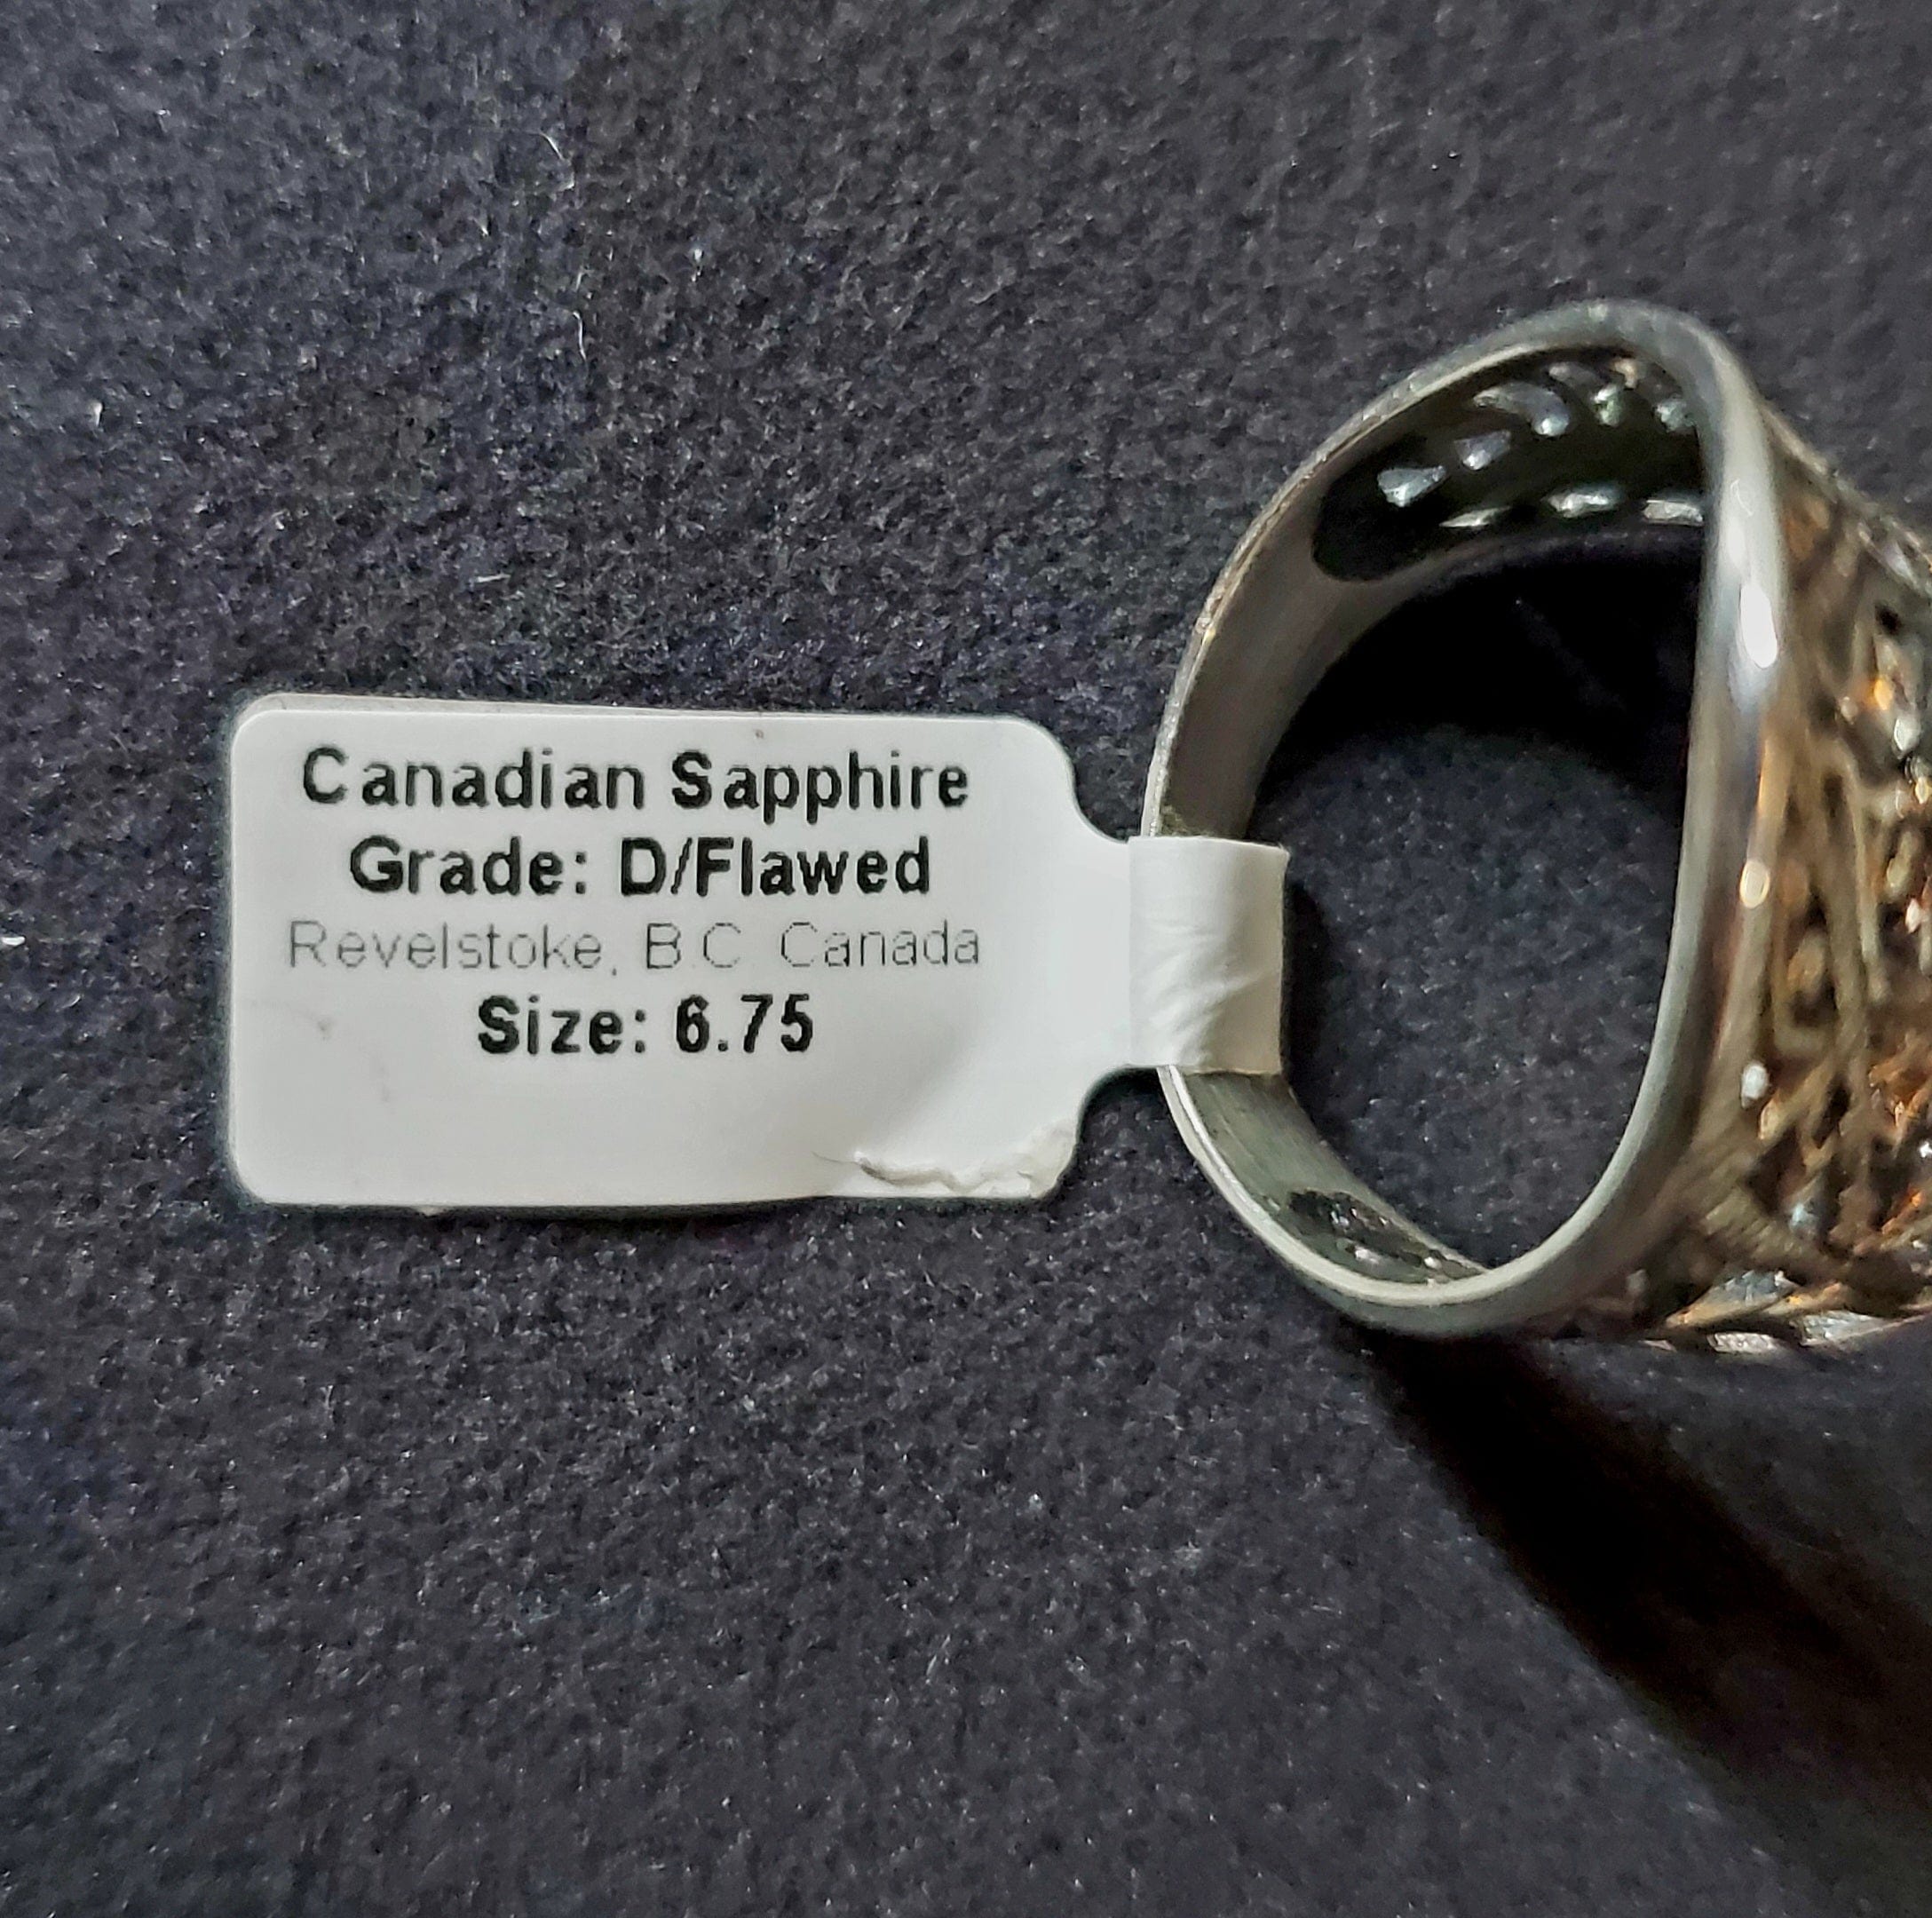 Canadian Sapphire
Grade: D/Flawed
Revelstoke, B.C. Canada
Size: 6.75